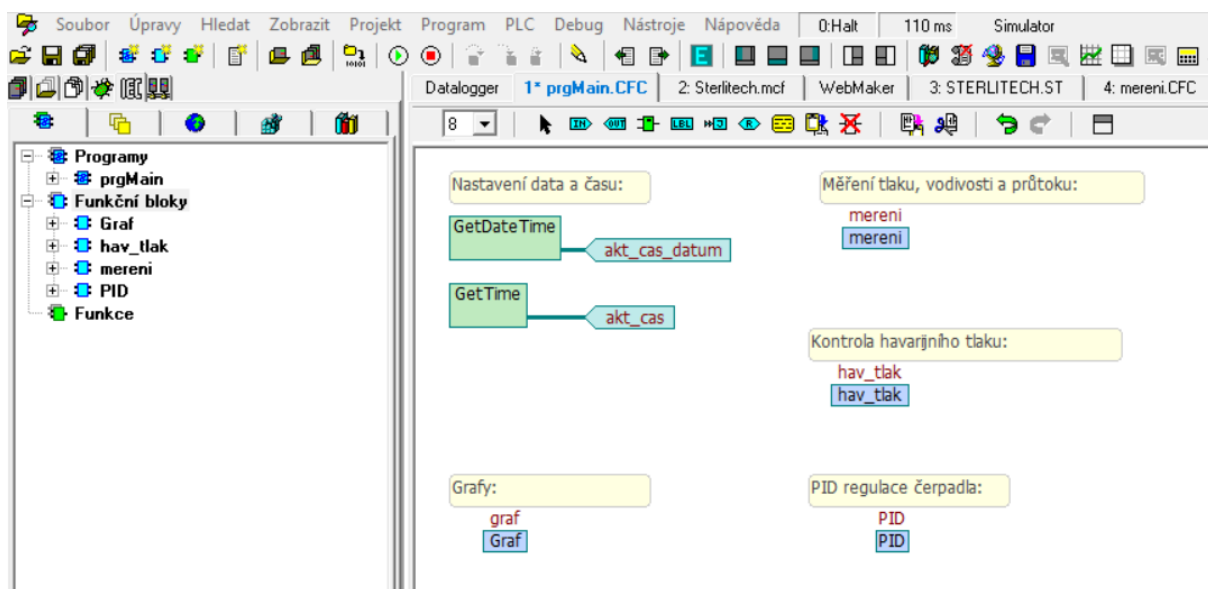 Soubor Úpravy Hledat Zobrazit Projekt Program PLC Debug Nástroje Nápověda 0:Halt 110 ms Simulator
Datalogger 1* prgMain.CFC 2: Sterlitech.mcf WebMaker 3: STERLITECH.ST 4: mereni.CFC
8 IN OUT LBL R
Programy
prgMain
Funkční bloky
Graf
hav_tlak
mereni
PID
Funkce
Nastavení data a času:
GetDateTime
akt_cas_datum
GetTime
akt_cas
Měření tlaku, vodivosti a průtoku:
mereni
mereni
Kontrola havarijního tlaku:
hav_tlak
hav_tlak
Grafy:
graf
Graf
PID regulace čerpadla:
PID
PID